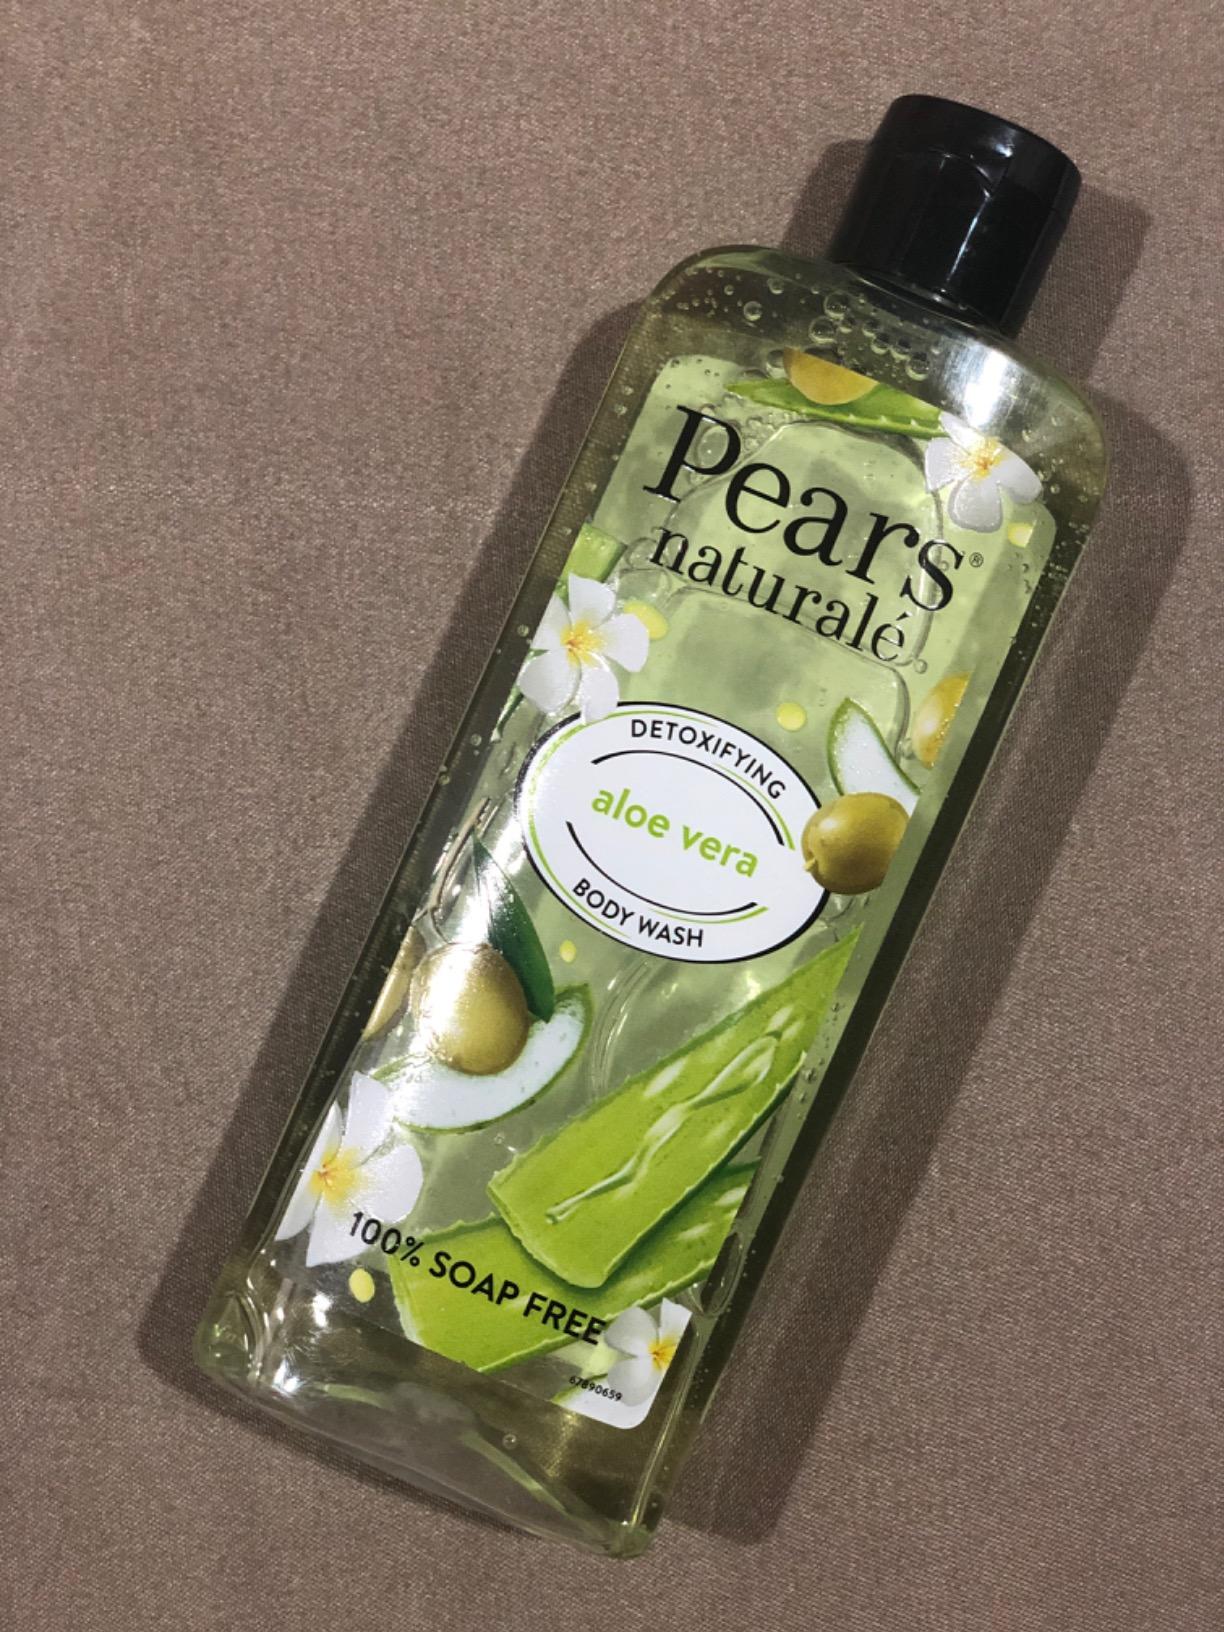 Pears®
naturalé
DETOXIFYING
aloe vera
BODY WASH
100% SOAP FREE
67890659